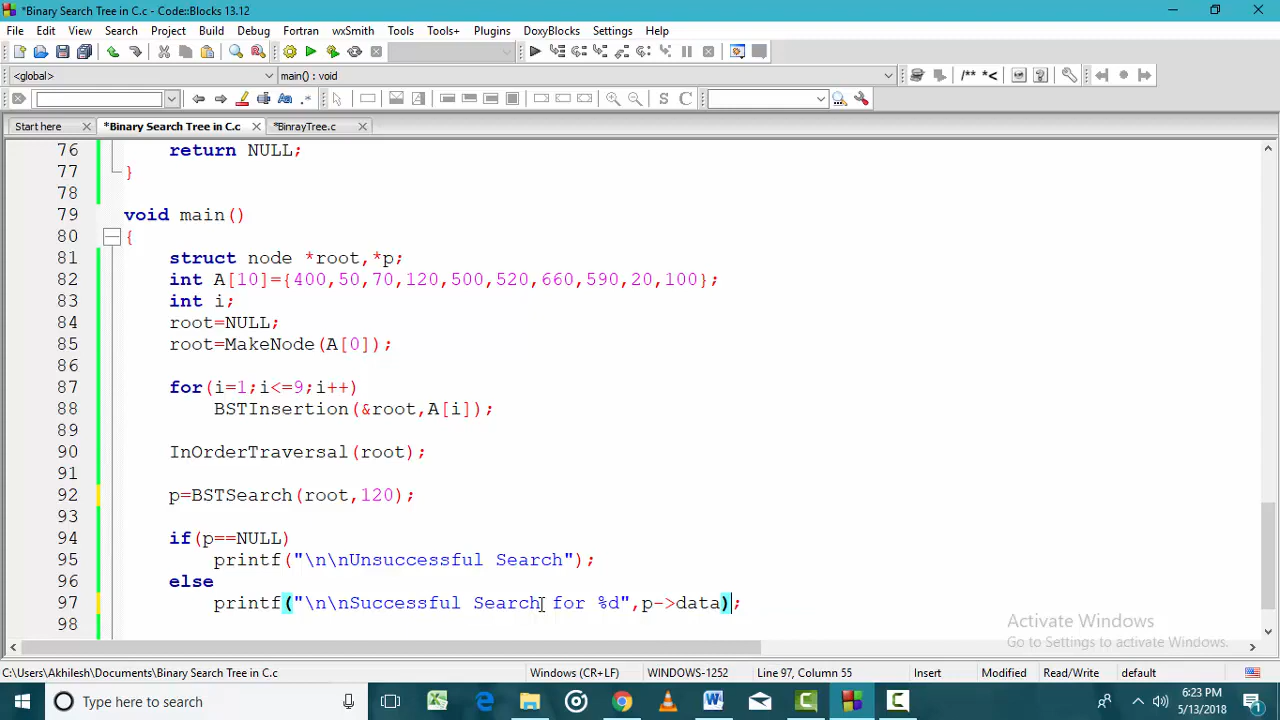 *Binary Search Tree in C.c - Code::Blocks 13.12
File Edit View Search Project Build Debug Fortran wxSmith Tools Tools+ Plugins DoxyBlocks Settings Help
<global> main() : void /** *<
Aa .* S C
Start here *Binary Search Tree in C.c *BinrayTree.c
76 return NULL;
77 }
78
79 void main()
80 {
81 struct node *root,*p;
82 int A[10]={400,50,70,120,500,520,660,590,20,100};
83 int i;
84 root=NULL;
85 root=MakeNode(A[0]);
86
87 for(i=1;i<=9;i++)
88 BSTInsertion(&root,A[i]);
89
90 InOrderTraversal(root);
91
92 p=BSTSearch(root,120);
93
94 if(p==NULL)
95 printf("\n\nUnsuccessful Search");
96 else
97 printf("\n\nSuccessful Search for %d",p->data);
98
Activate Windows
Go to Settings to activate Windows.
C:\Users\Akhilesh\Documents\Binary Search Tree in C.c Windows (CR+LF) WINDOWS-1252 Line 97, Column 55 Insert Modified Read/Write default
Type here to search 6:23 PM
5/13/2018